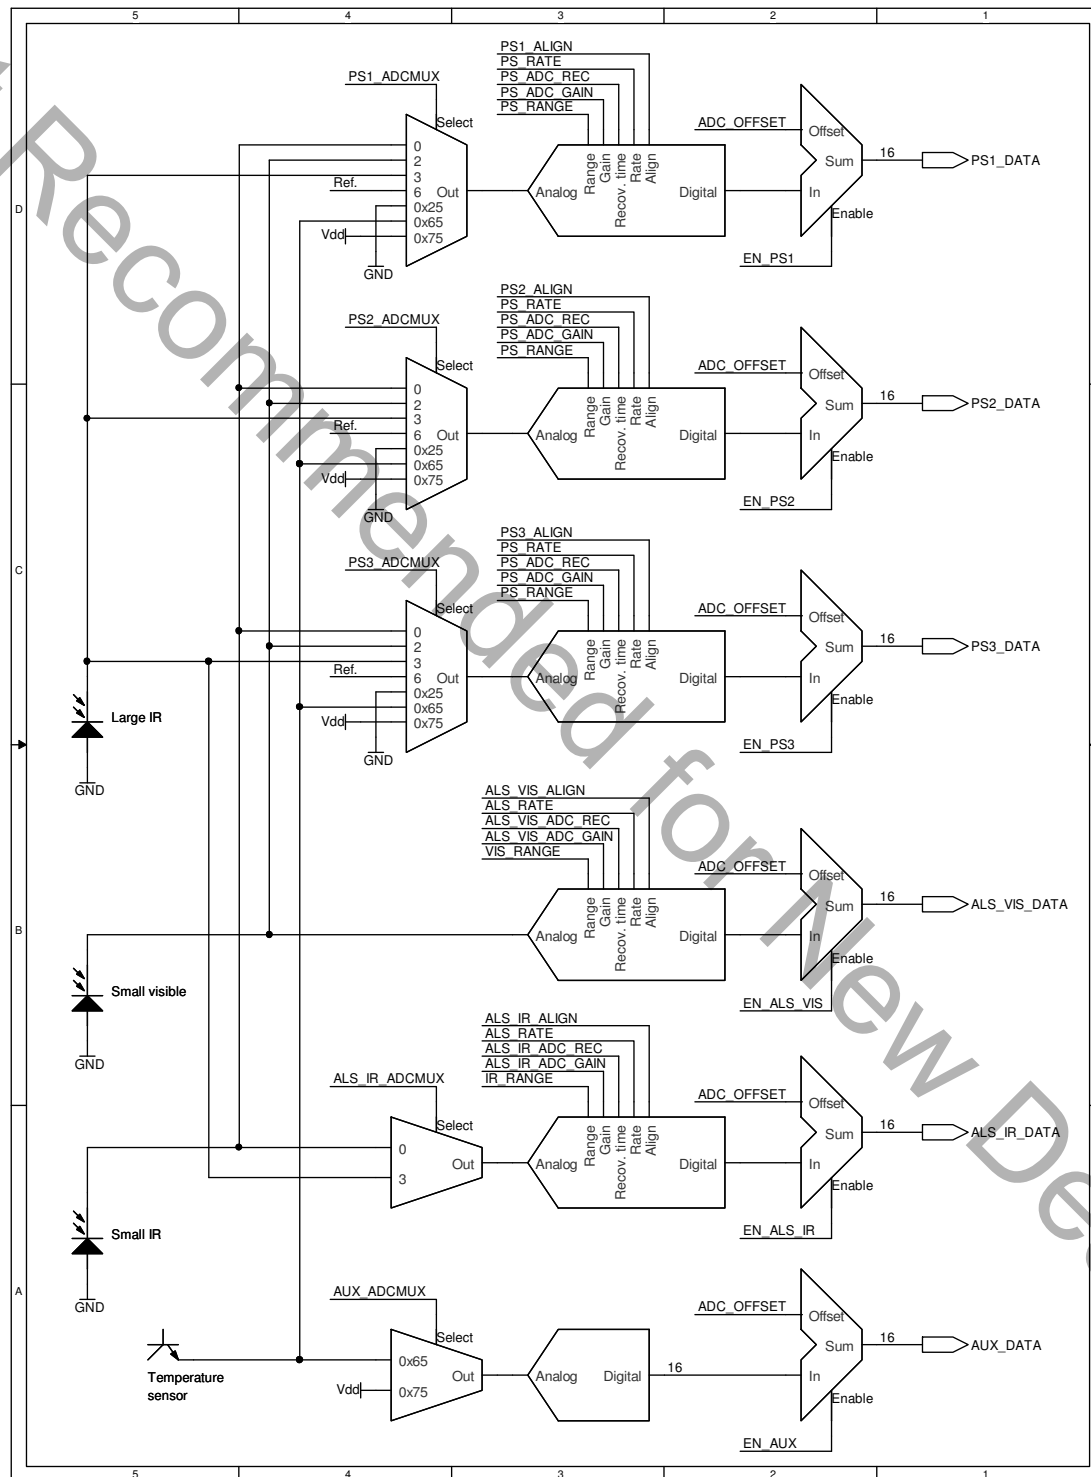 5 4 3 2 1
D
C
B
A
PS1_ADCMUX
Select
0
2
3
6
0x25
0x65
0x75
Out
Ref.
Vdd
GND
PS1_ALIGN
PS_RATE
PS_ADC_REC
PS_ADC_GAIN
PS_RANGE
Analog
Range
Gain
Recov. time
Rate
Align
Digital
ADC_OFFSET
Offset
Sum
In
Enable
EN_PS1
16
PS1_DATA
PS2_ADCMUX
Select
0
2
3
6
0x25
0x65
0x75
Out
Ref.
Vdd
GND
PS2_ALIGN
PS_RATE
PS_ADC_REC
PS_ADC_GAIN
PS_RANGE
Analog
Range
Gain
Recov. time
Rate
Align
Digital
ADC_OFFSET
Offset
Sum
In
Enable
EN_PS2
16
PS2_DATA
PS3_ADCMUX
Select
0
2
3
6
0x25
0x65
0x75
Out
Ref.
Vdd
GND
PS3_ALIGN
PS_RATE
PS_ADC_REC
PS_ADC_GAIN
PS_RANGE
Analog
Range
Gain
Recov. time
Rate
Align
Digital
ADC_OFFSET
Offset
Sum
In
Enable
EN_PS3
16
PS3_DATA
Large IR
GND
ALS_VIS_ALIGN
ALS_RATE
ALS_VIS_ADC_REC
ALS_VIS_ADC_GAIN
VIS_RANGE
Analog
Range
Gain
Recov. time
Rate
Align
Digital
ADC_OFFSET
Offset
Sum
In
Enable
EN_ALS_VIS
16
ALS_VIS_DATA
Small visible
GND
ALS_IR_ADCMUX
Select
0
3
Out
ALS_IR_ALIGN
ALS_RATE
ALS_IR_ADC_REC
ALS_IR_ADC_GAIN
IR_RANGE
Analog
Range
Gain
Recov. time
Rate
Align
Digital
ADC_OFFSET
Offset
Sum
In
Enable
EN_ALS_IR
16
ALS_IR_DATA
Small IR
GND
AUX_ADCMUX
Select
0x65
0x75
Out
Vdd
Temperature
sensor
Analog
Digital
16
ADC_OFFSET
Offset
Sum
In
Enable
EN_AUX
16
AUX_DATA
5 4 3 2 1
Recommended for New De